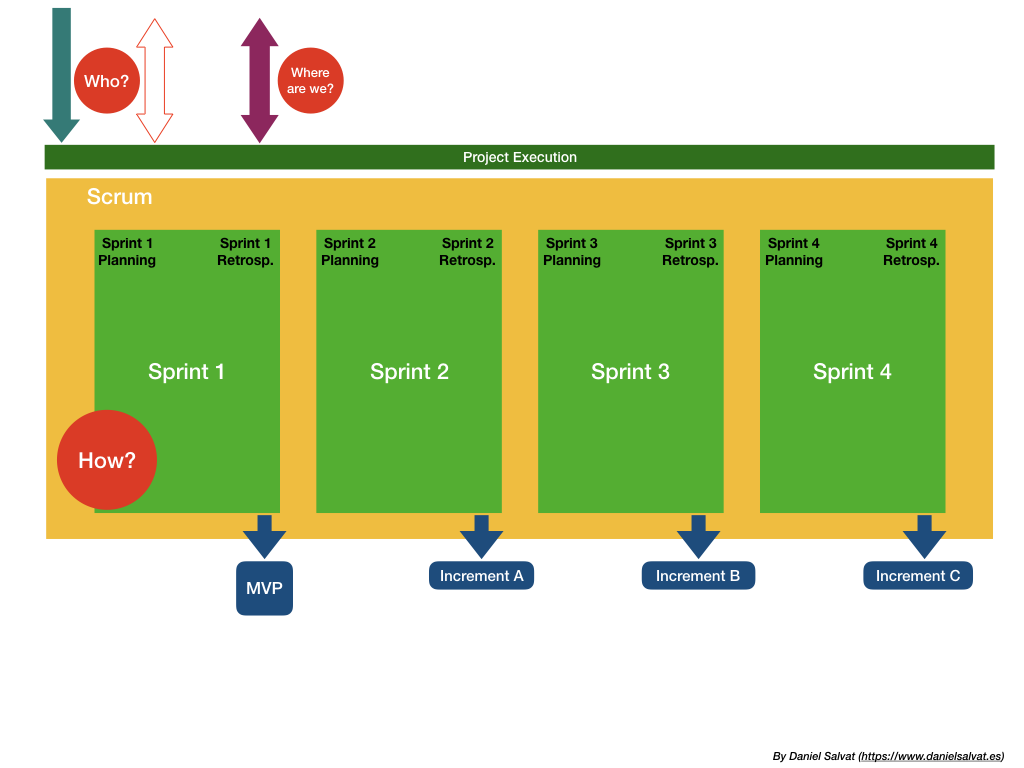 Who?
Where
are we?
Project Execution
Scrum
Sprint 1
Planning
Sprint 1
Retrosp.
Sprint 2
Planning
Sprint 2
Retrosp.
Sprint 3
Planning
Sprint 3
Retrosp.
Sprint 4
Planning
Sprint 4
Retrosp.
Sprint 1
Sprint 2
Sprint 3
Sprint 4
How?
MVP
Increment A
Increment B
Increment C
By Daniel Salvat (https://www.danielsalvat.es)